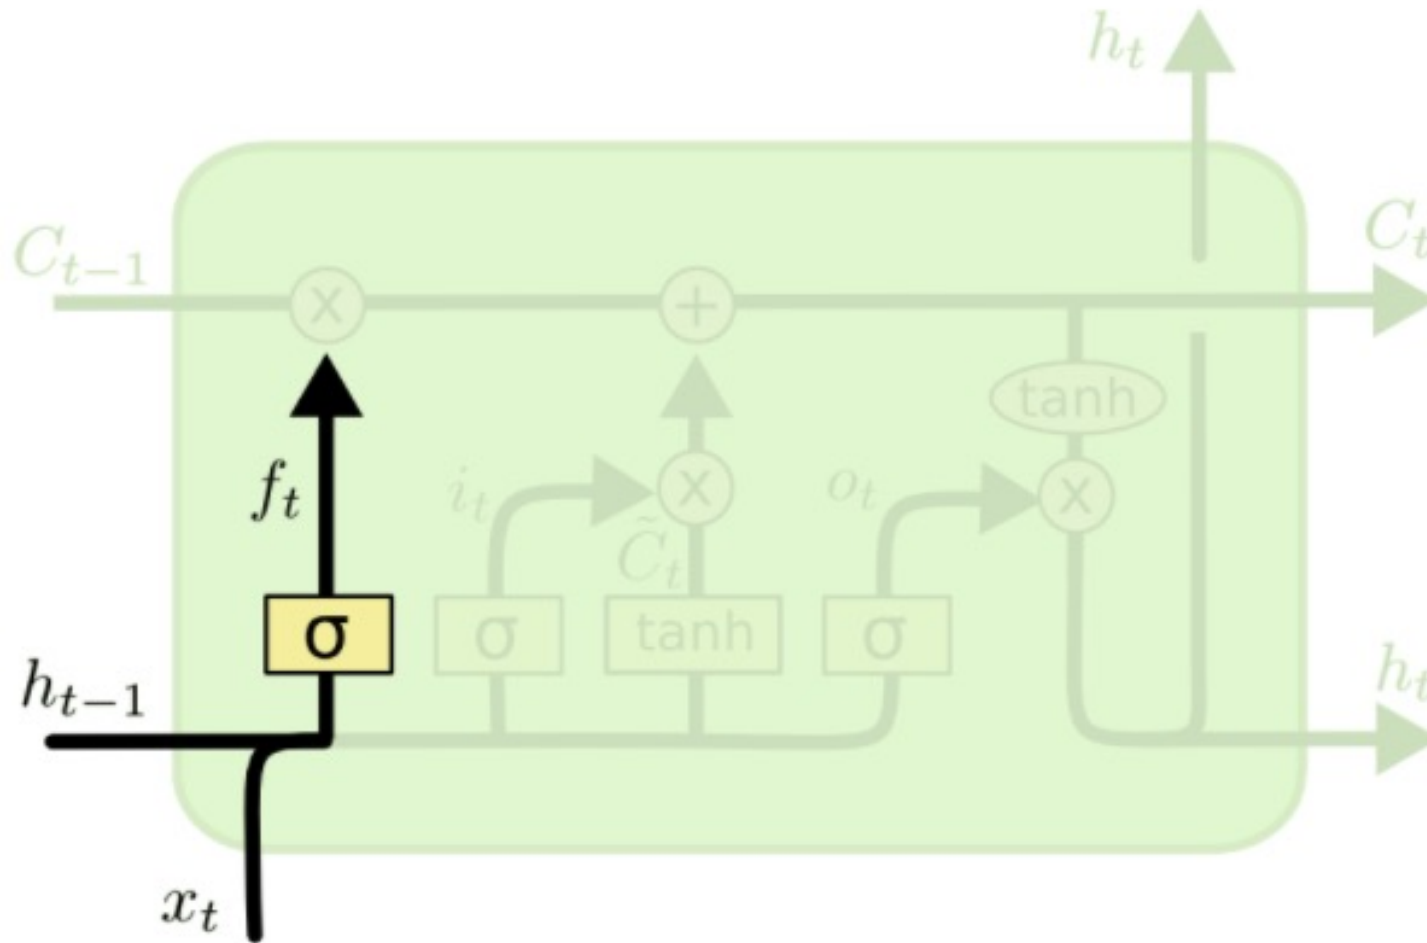 h_t
C_{t-1}
C_t
x
+
tanh
f_t
i_t
x
o_t
x
C̃_t
σ
σ
tanh
σ
h_{t-1}
h_t
x_t